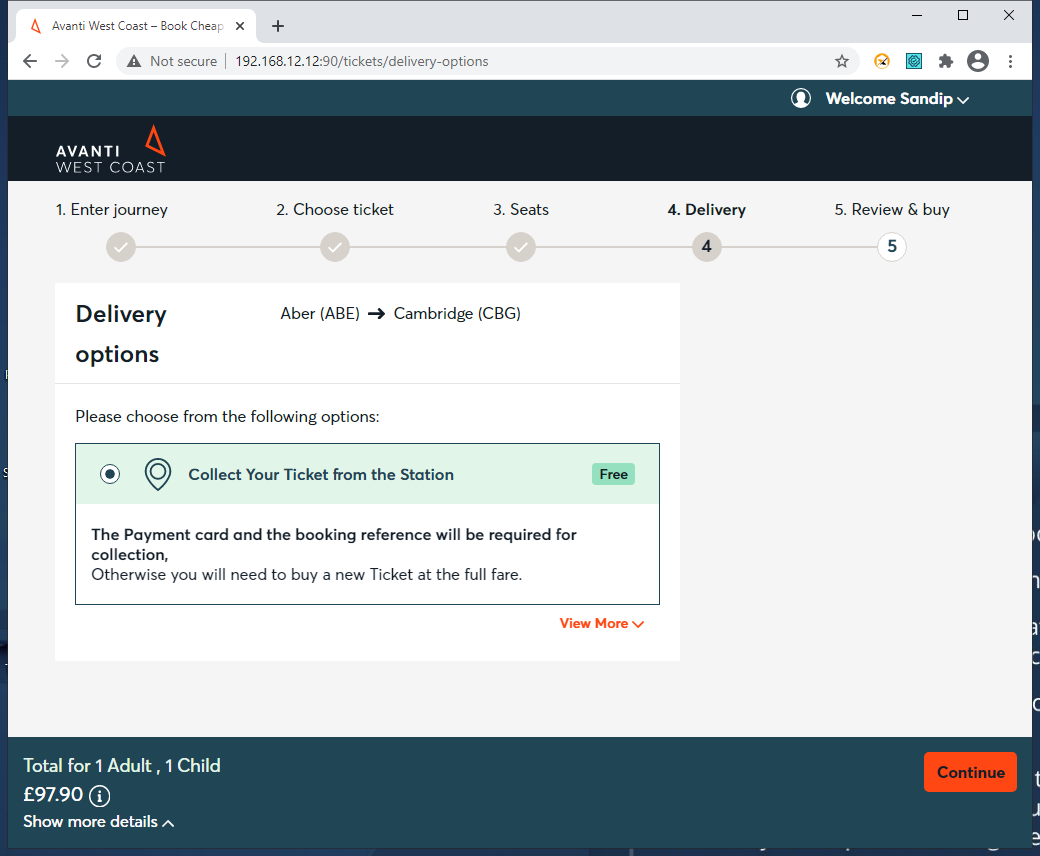 Avanti West Coast – Book Cheap
Not secure 192.168.12.12:90/tickets/delivery-options
Welcome Sandip
AVANTI
WEST COAST
1. Enter journey 2. Choose ticket 3. Seats 4. Delivery 5. Review & buy
4 5
Delivery
options
Aber (ABE) → Cambridge (CBG)
Please choose from the following options:
Collect Your Ticket from the Station Free
The Payment card and the booking reference will be required for
collection,
Otherwise you will need to buy a new Ticket at the full fare.
View More
Total for 1 Adult , 1 Child
£97.90
Show more details
Continue